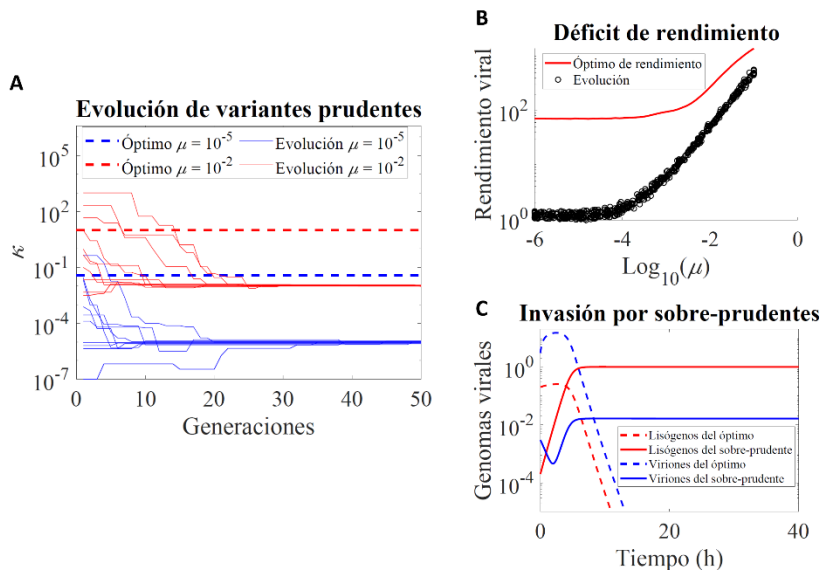 A
Evolución de variantes prudentes
Óptimo μ = 10^-5
Evolución μ = 10^-5
Óptimo μ = 10^-2
Evolución μ = 10^-2
κ
10^5
10^2
10^-1
10^-4
10^-7
0 10 20 30 40 50
Generaciones
B
Déficit de rendimiento
Óptimo de rendimiento
Evolución
Rendimiento viral
10^2
10^0
-6 -4 -2 0
Log10(μ)
C
Invasión por sobre-prudentes
Genomas virales
10^0
10^-2
10^-4
Lisógenos del óptimo
Lisógenos del sobre-prudente
Viriones del óptimo
Viriones del sobre-prudente
0 20 40
Tiempo (h)